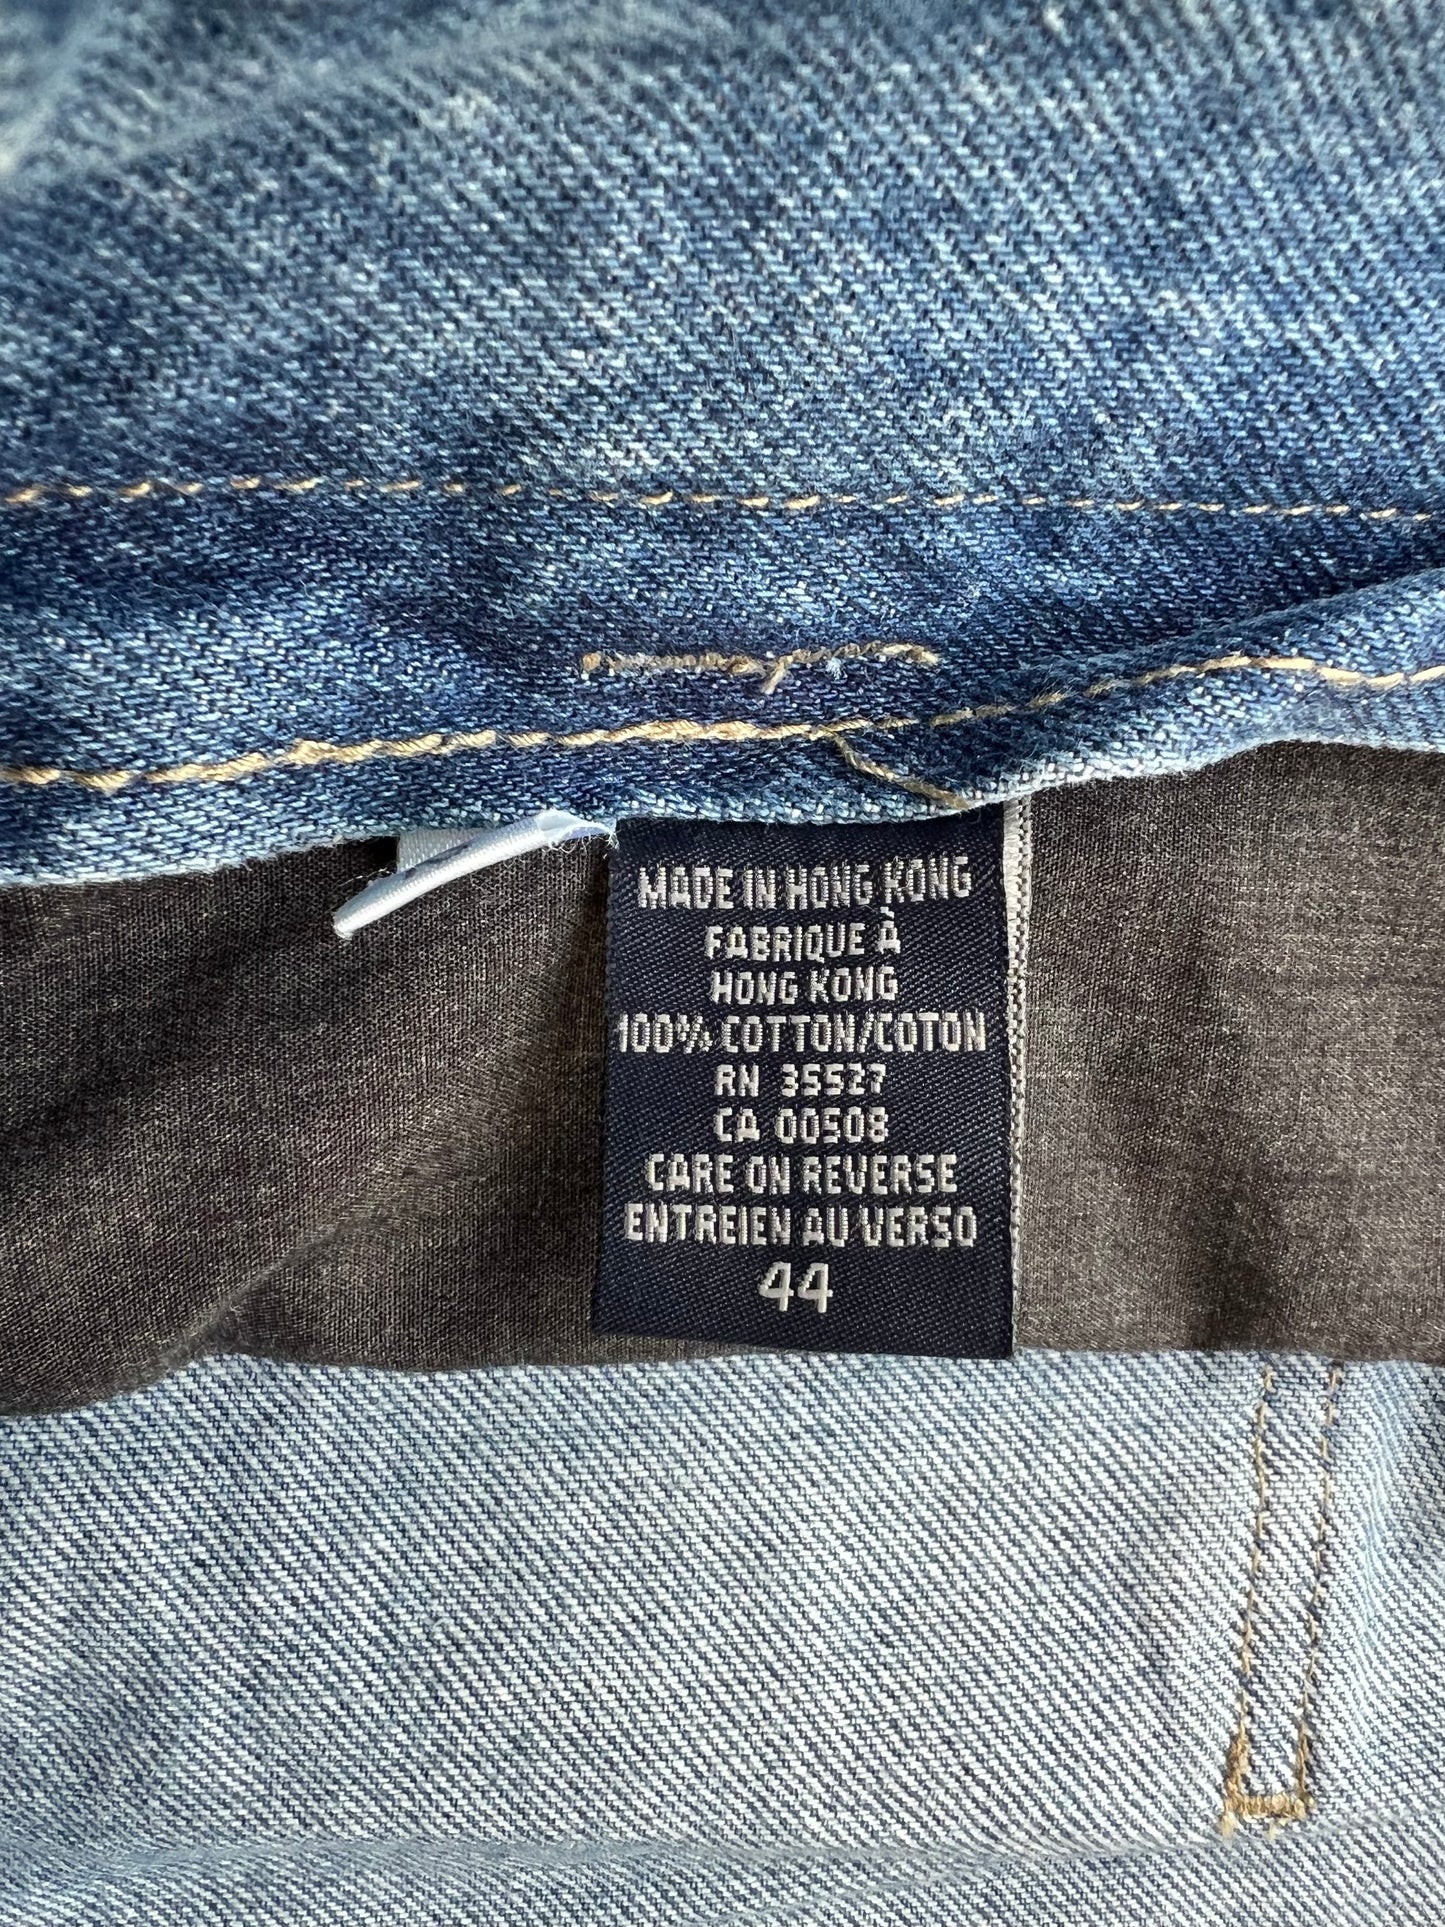 MADE IN HONG KONG
FABRIQUE À
HONG KONG
100% COTTON/COTON
RN 35527
CA 00508
CARE ON REVERSE
ENTREIEN AU VERSO
44